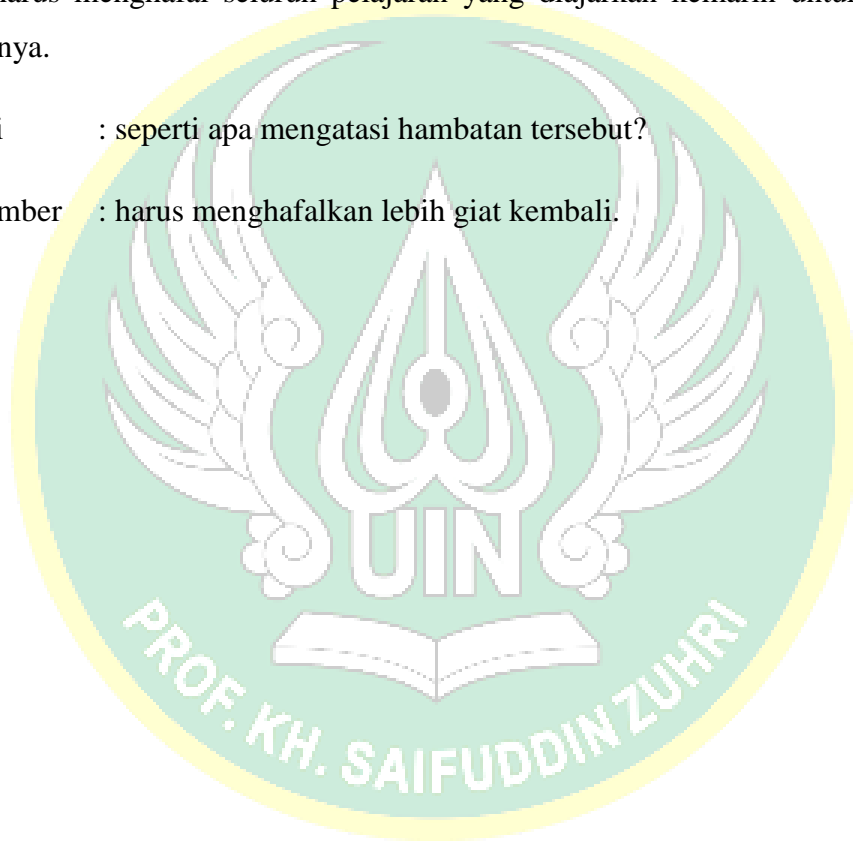 harus menghafal seluruh pelajaran yang diajarkan kemarin
nya.
i : seperti apa mengatasi hambatan tersebut?
mber : harus menghafalkan lebih giat kembali.
UIN
PROF. KH. SAIFUDDIN ZUHRI